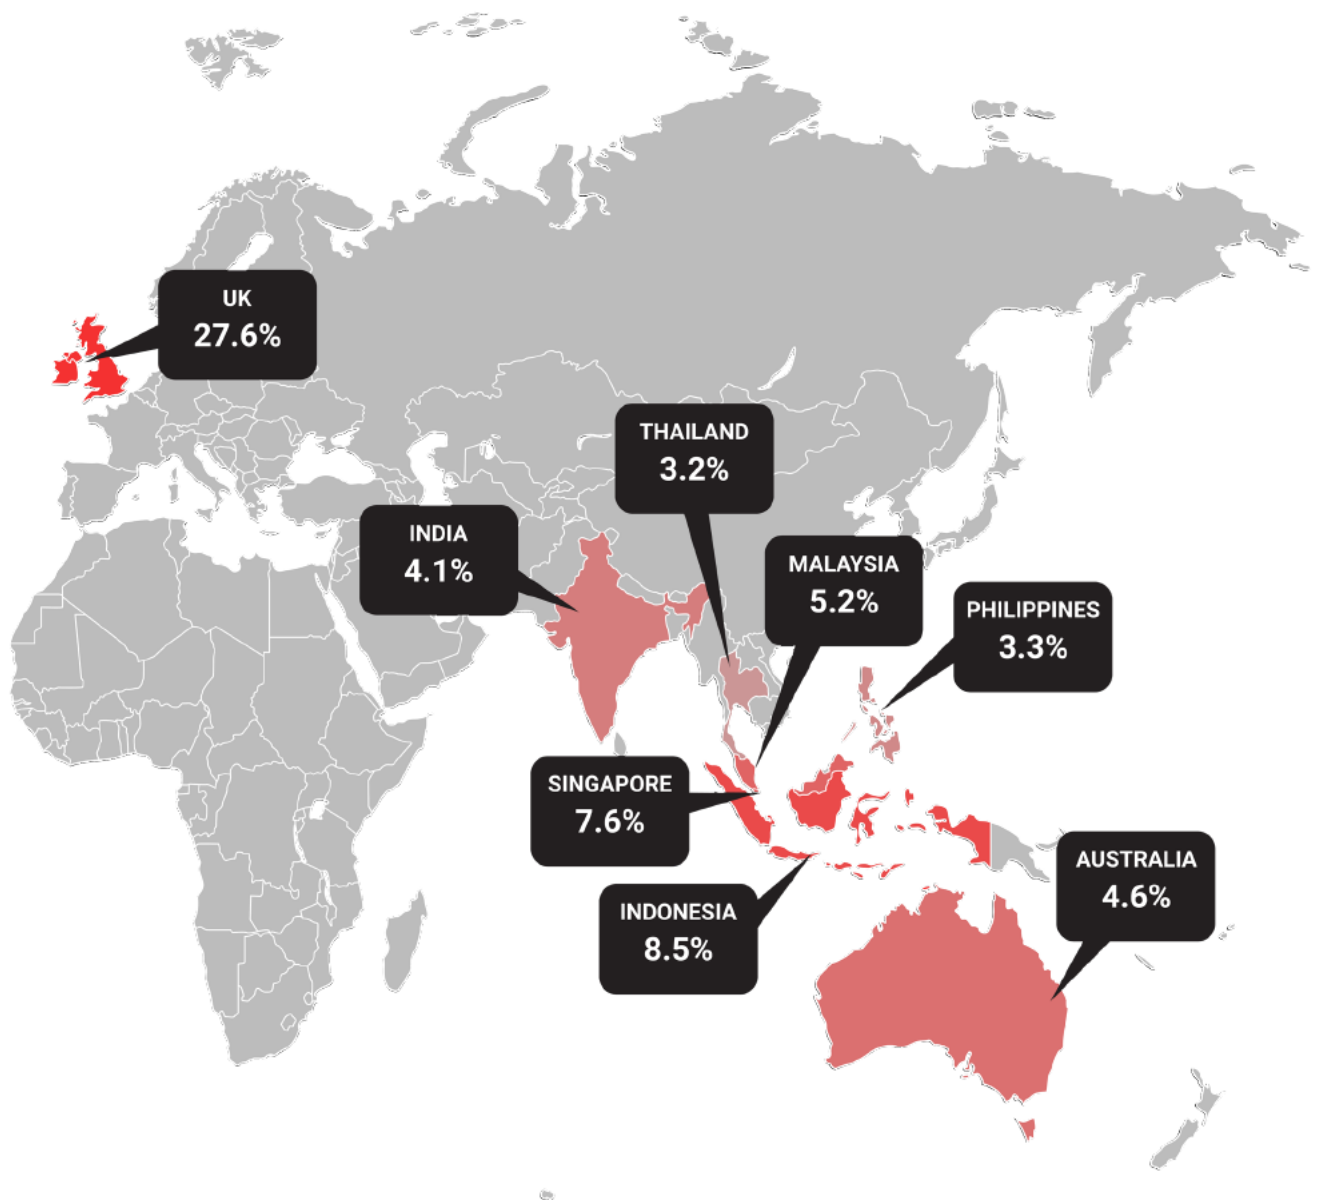 UK
27.6%
THAILAND
3.2%
INDIA
4.1%
MALAYSIA
5.2%
PHILIPPINES
3.3%
SINGAPORE
7.6%
AUSTRALIA
4.6%
INDONESIA
8.5%